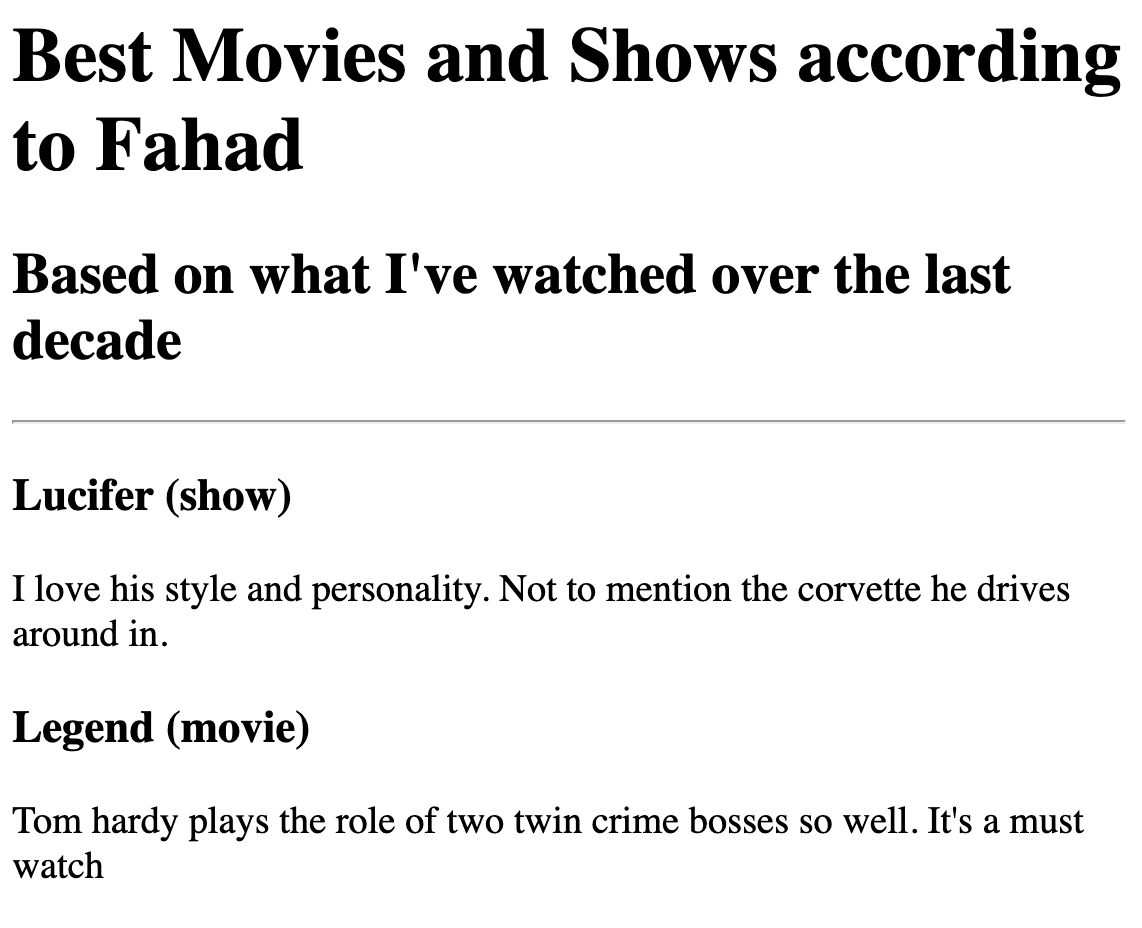 Best Movies and Shows according
to Fahad
Based on what I've watched over the last
decade
Lucifer (show)
I love his style and personality. Not to mention the corvette he drives
around in.
Legend (movie)
Tom hardy plays the role of two twin crime bosses so well. It's a must
watch